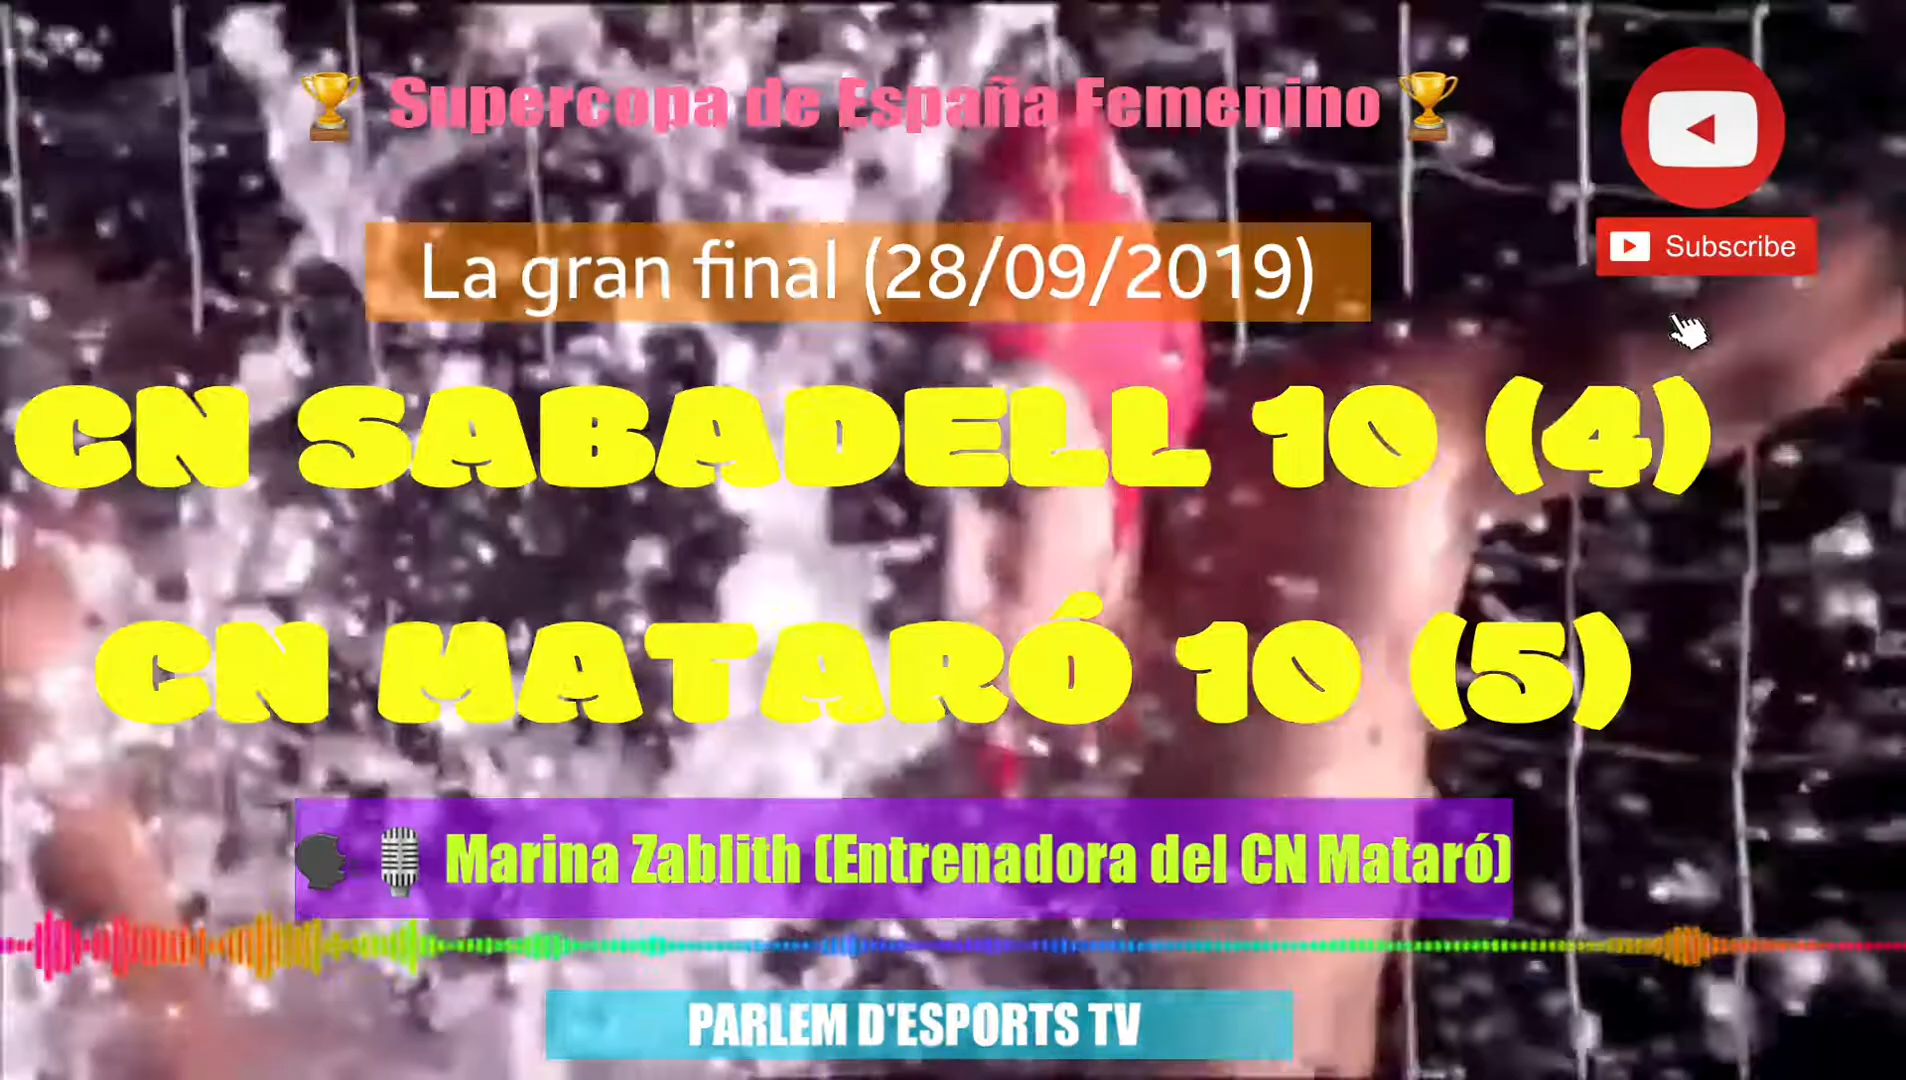 Supercopa de España Femenino
Subscribe
La gran final (28/09/2019)
CN SABADELL 10 (4)
CN MATARÓ 10 (5)
Marina Zablith (Entrenadora del CN Mataró)
PARLEM D'ESPORTS TV